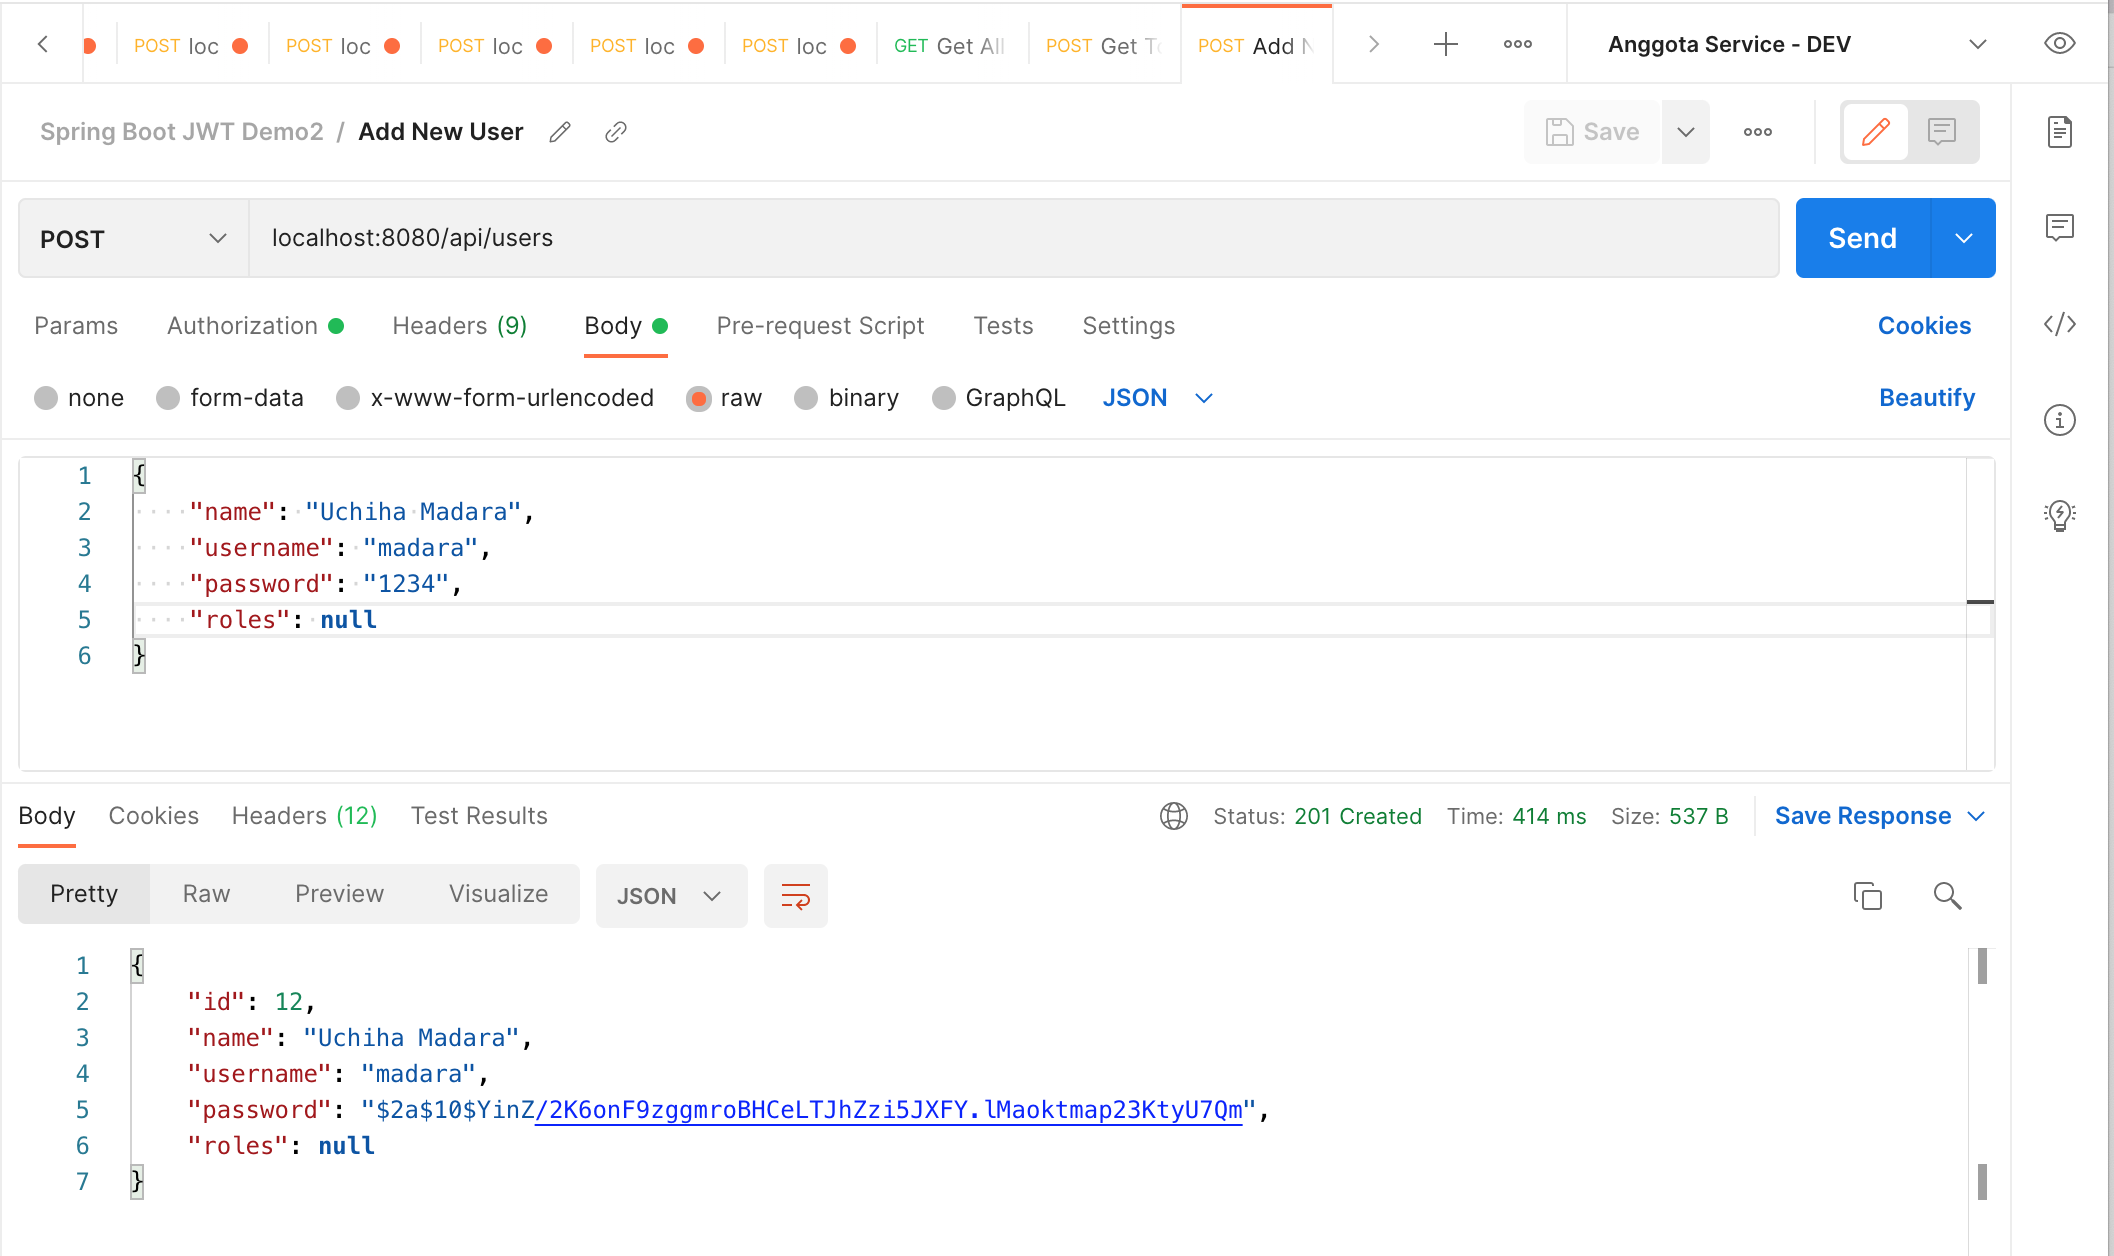 POST loc POST loc POST loc POST loc POST loc GET Get All POST Get POST Add Anggota Service - DEV
Spring Boot JWT Demo2 / Add New User Save
POST localhost:8080/api/users Send
Params Authorization Headers (9) Body Pre-request Script Tests Settings Cookies
none form-data x-www-form-urlencoded raw binary GraphQL JSON Beautify
1 {
2 "name": "Uchiha Madara",
3 "username": "madara",
4 "password": "1234",
5 "roles": null
6 }
Body Cookies Headers (12) Test Results Status: 201 Created Time: 414 ms Size: 537 B Save Response
Pretty Raw Preview Visualize JSON
1 {
2 "id": 12,
3 "name": "Uchiha Madara",
4 "username": "madara",
5 "password": "$2a$10$YinZ/2K6onF9zggmroBHCeLTJhZzi5JXFY.lMaoktmap23KtyU7Qm",
6 "roles": null
7 }